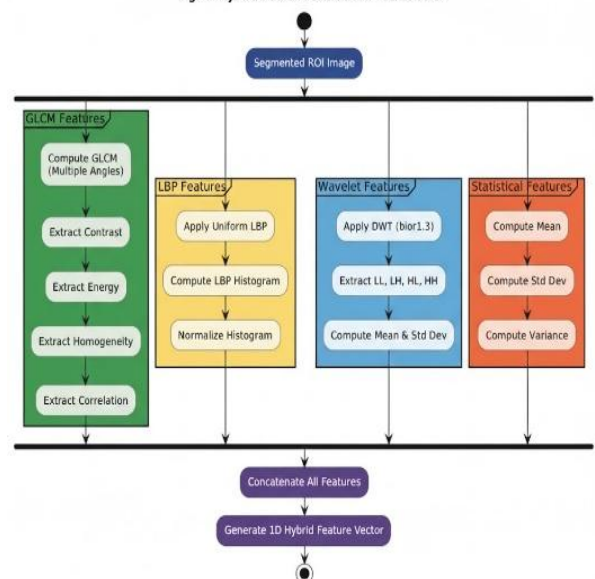 Segmented ROI Image
GLCM Features
Compute GLCM
(Multiple Angles)
Extract Contrast
Extract Energy
Extract Homogeneity
Extract Correlation
LBP Features
Apply Uniform LBP
Compute LBP Histogram
Normalize Histogram
Wavelet Features
Apply DWT (bior1.3)
Extract LL, LH, HL, HH
Compute Mean & Std Dev
Statistical Features
Compute Mean
Compute Std Dev
Compute Variance
Concatenate All Features
Generate 1D Hybrid Feature Vector